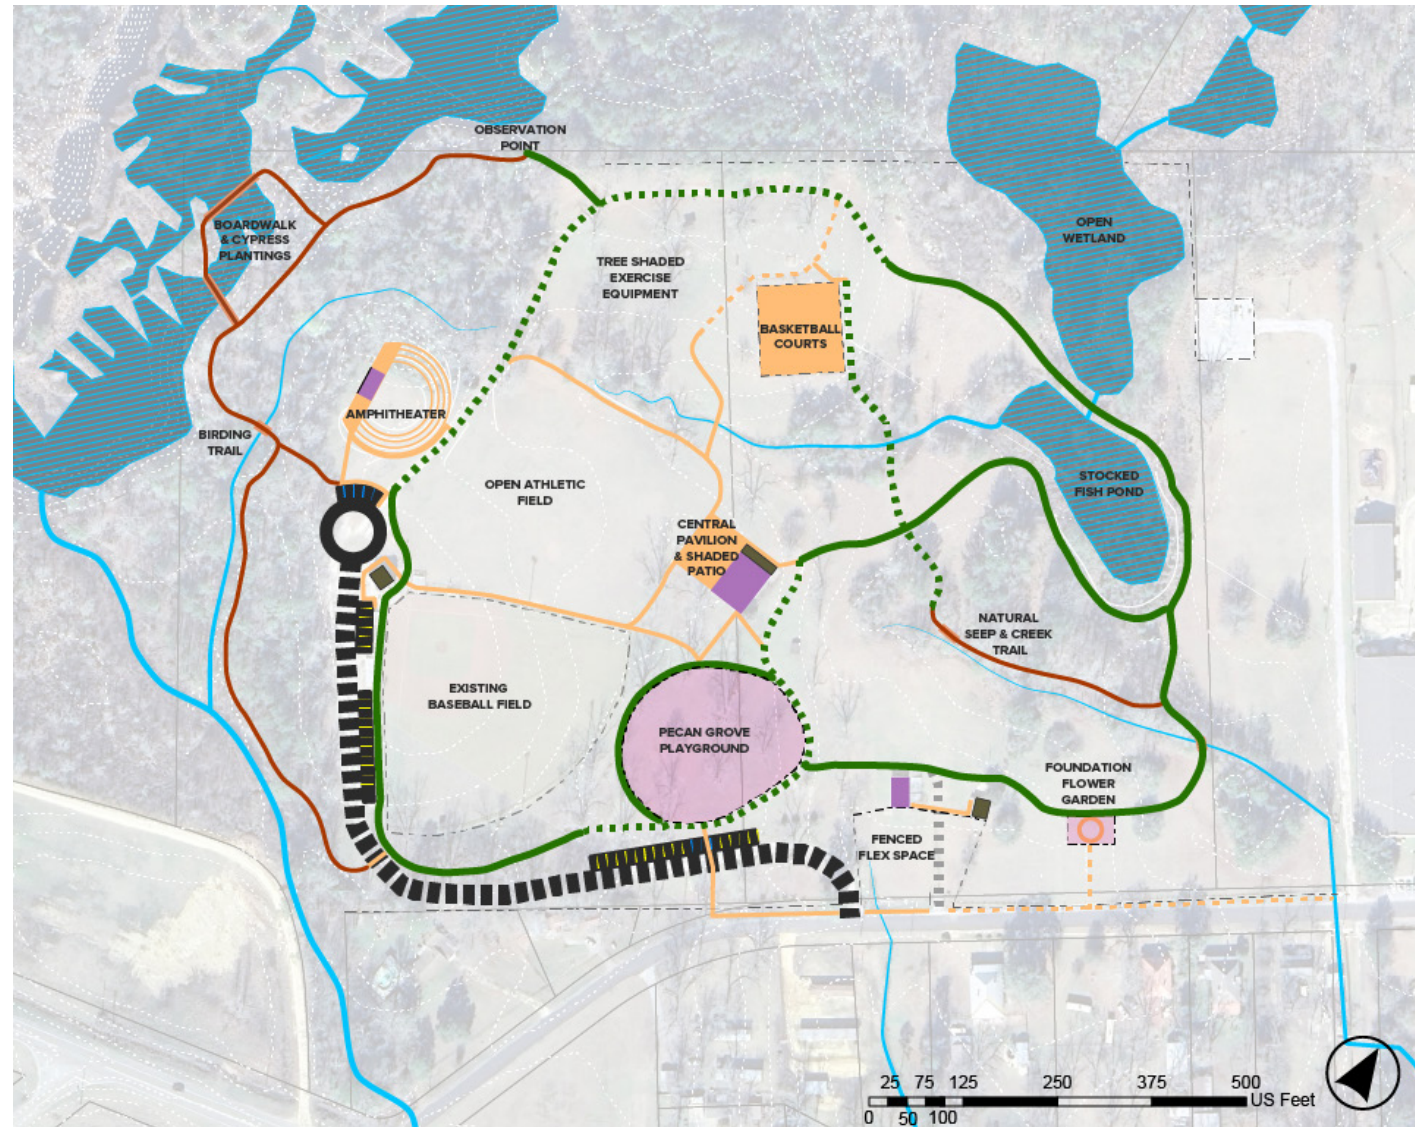 OBSERVATION
POINT
BOARDWALK
& CYPRESS
PLANTINGS
OPEN
WETLAND
TREE SHADED
EXERCISE
EQUIPMENT
BASKETBALL
COURTS
AMPHITHEATER
BIRDING
TRAIL
OPEN ATHLETIC
FIELD
STOCKED
FISH POND
CENTRAL
PAVILION
& SHADED
PATIO
NATURAL
SEEP & CREEK
TRAIL
EXISTING
BASEBALL FIELD
PECAN GROVE
PLAYGROUND
FOUNDATION
FLOWER
GARDEN
FENCED
FLEX SPACE
25 75 125 250 375 500
US Feet
0 50 100